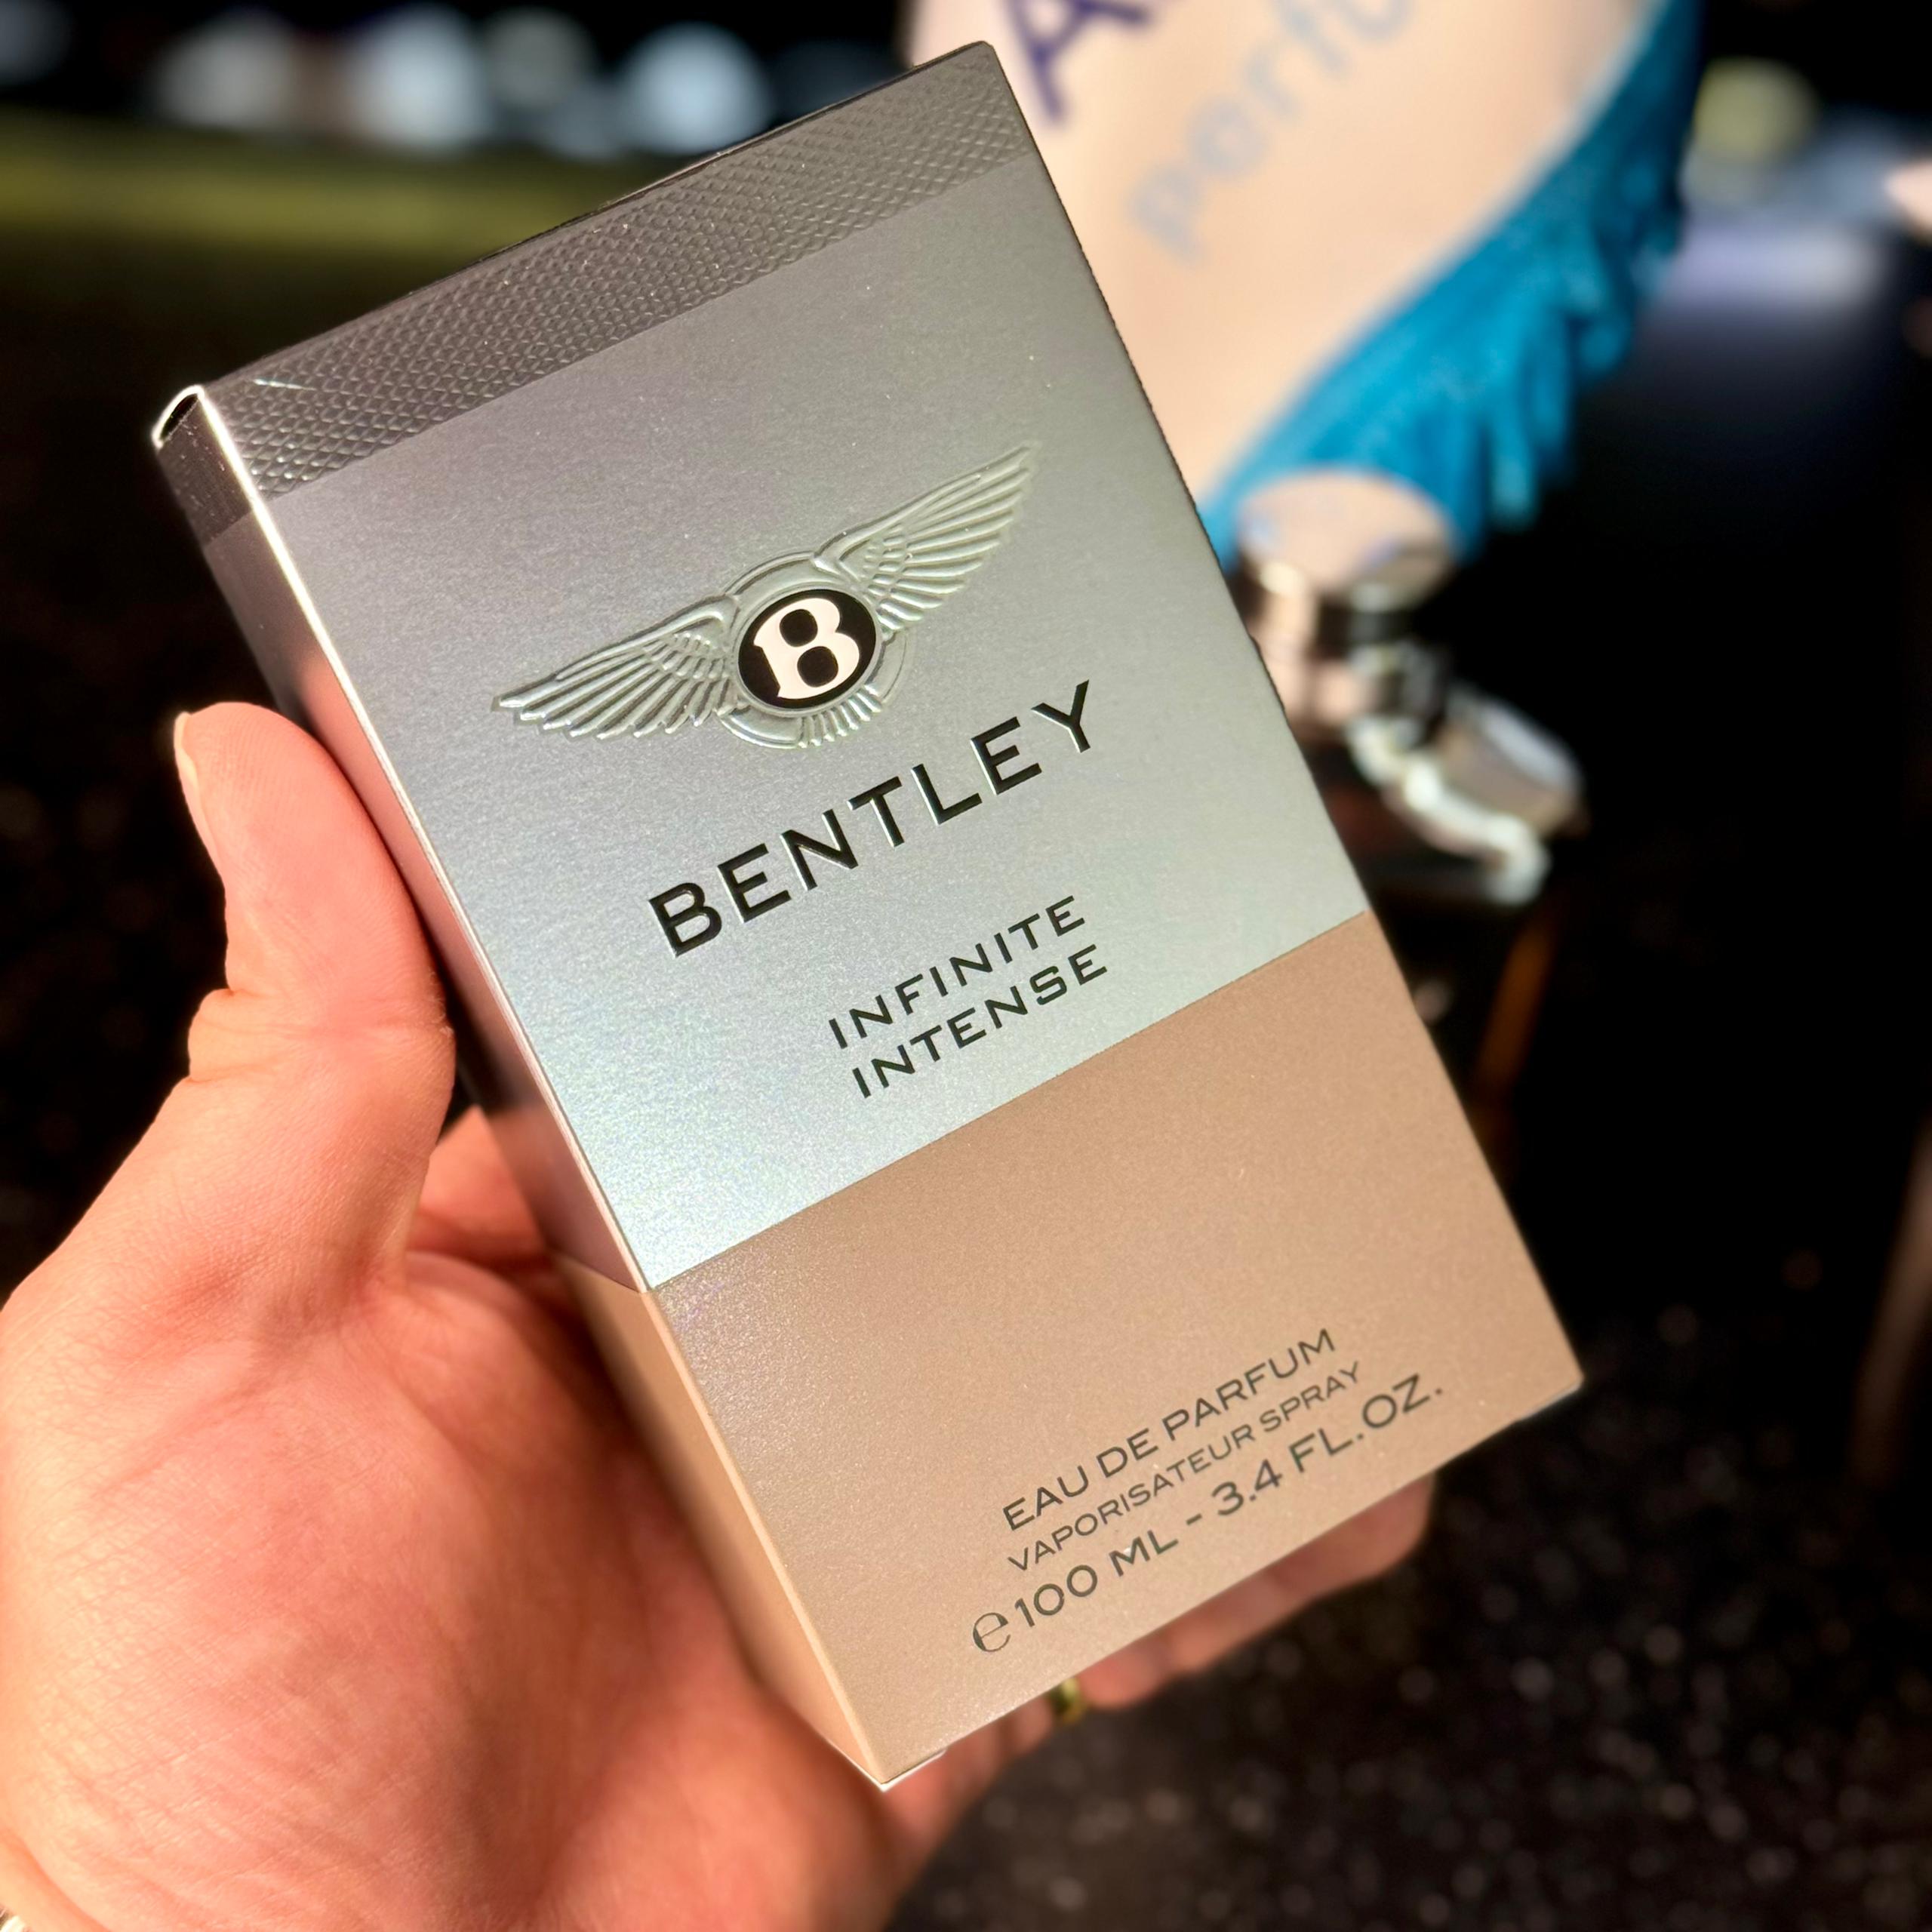 B
BENTLEY
INFINITE
INTENSE
EAU DE PARFUM
VAPORISATEUR SPRAY
℮ 100 ML - 3.4 FL.OZ.